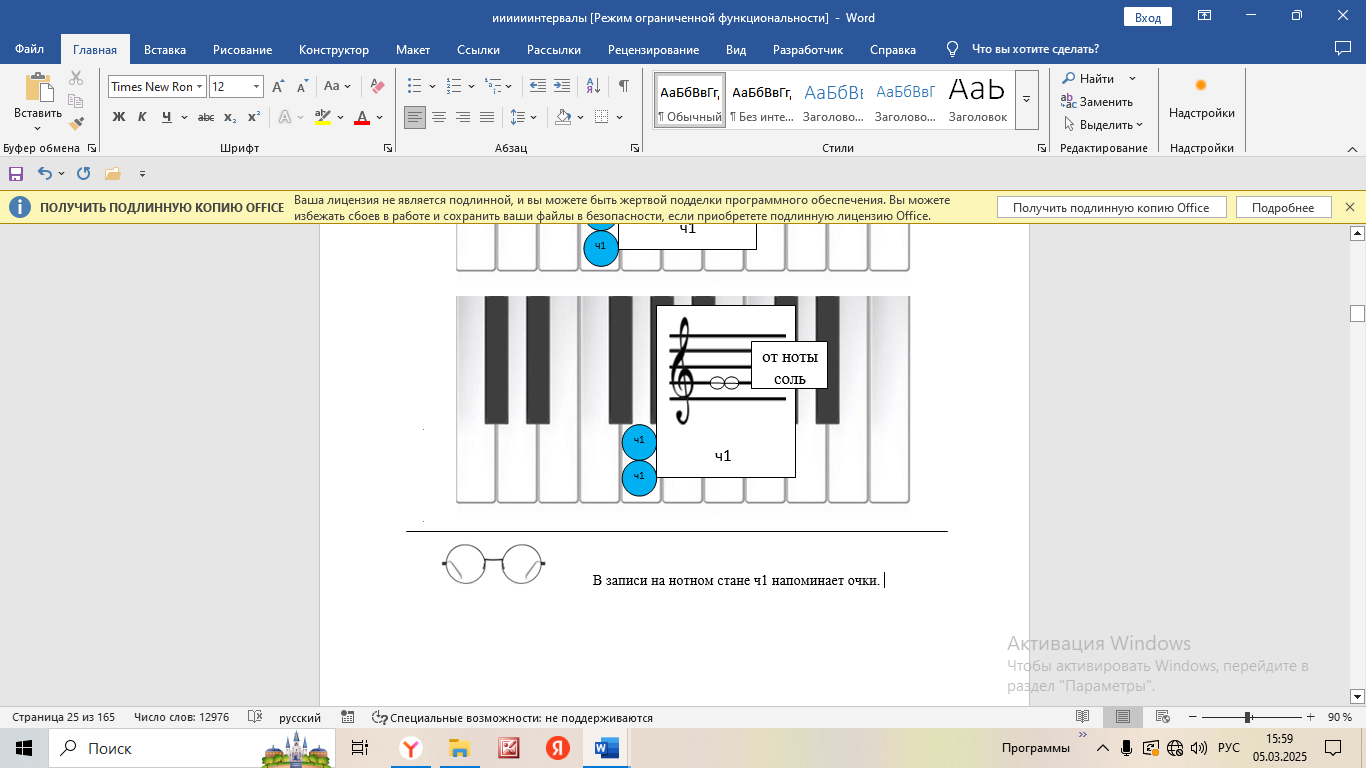 ииииинтервалы [Режим ограниченной функциональности] - Word
Вход
Файл Главная Вставка Рисование Конструктор Макет Ссылки Рассылки Рецензирование Вид Разработчик Справка Что вы хотите сделать?
Вставить
Times New Ron 12
Ж К Ч
АаБбВвГг, АаБбВвГг, АаБбВв АаБбВвГ АаБ
¶ Обычный ¶ Без инте... Заголово... Заголово... Заголовок
Найти
Заменить
Выделить
Настройки
Буфер обмена Шрифт Абзац Стили Редактирование Настройки
ПОЛУЧИТЬ ПОДЛИННУЮ КОПИЮ OFFICE
Ваша лицензия не является подлинной, и вы можете быть жертвой подделки программного обеспечения. Вы можете
избежать сбоев в работе и сохранить ваши файлы в безопасности, если приобретете подлинную лицензию Office.
Получить подлинную копию Office
Подробнее
ч1
ч1
от ноты
соль
ч1
ч1
ч1
В записи на нотном стане ч1 напоминает очки.
Активация Windows
Чтобы активировать Windows, перейдите в
раздел "Параметры".
Страница 25 из 165 Число слов: 12976 русский Специальные возможности: не поддерживаются 90 %
Поиск
Программы
РУС
15:59
05.03.2025